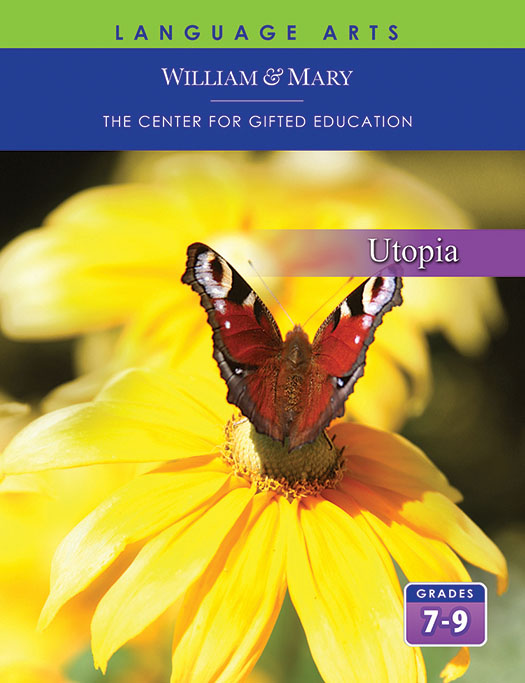 LANGUAGE ARTS
WILLIAM & MARY
THE CENTER FOR GIFTED EDUCATION
Utopia
GRADES
7-9